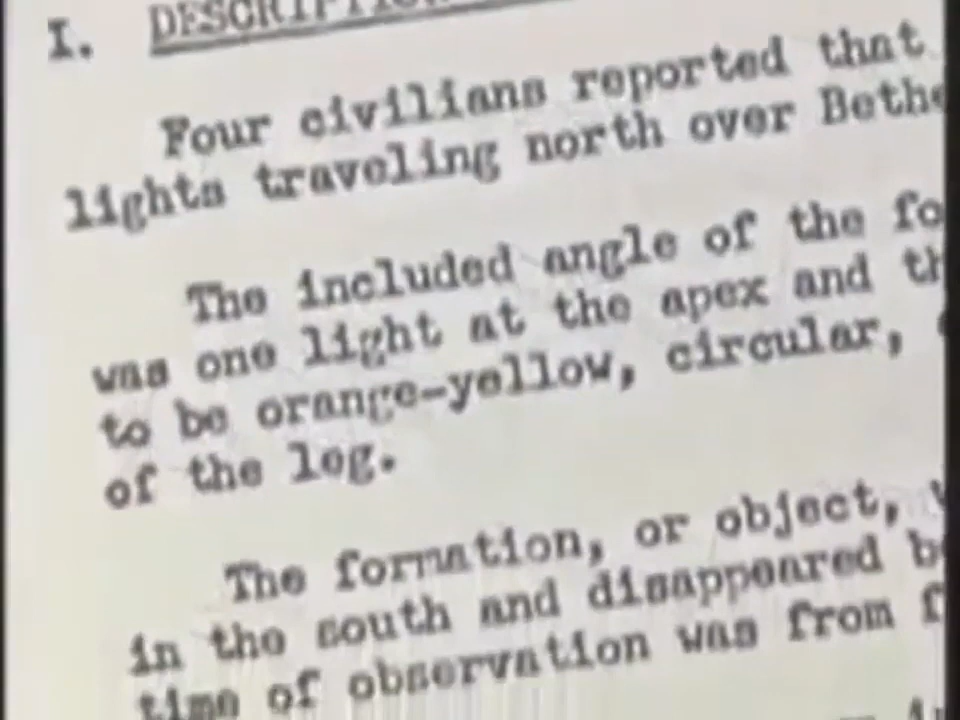 I. DESCRIPTION
Four civilians reported that
lights traveling north over Bethe
The included angle of the fo
was one light at the apex and th
to be orange-yellow, circular,
of the leg.
The formation, or object,
in the south and disappeared b
time of observation was from f